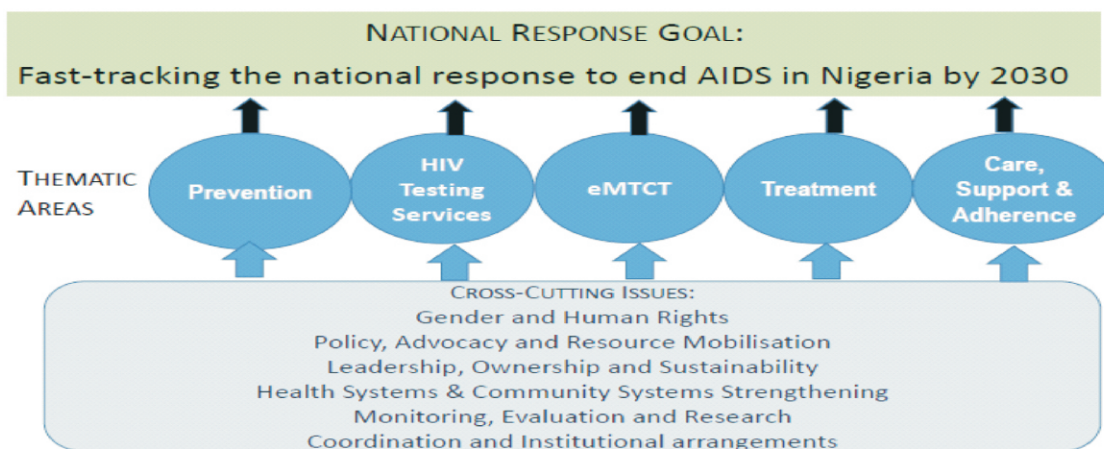 NATIONAL RESPONSE GOAL:
Fast-tracking the national response to end AIDS in Nigeria by 2030
THEMATIC
AREAS
Prevention
HIV
Testing
Services
eMTCT
Treatment
Care,
Support &
Adherence
CROSS-CUTTING ISSUES:
Gender and Human Rights
Policy, Advocacy and Resource Mobilisation
Leadership, Ownership and Sustainability
Health Systems & Community Systems Strengthening
Monitoring, Evaluation and Research
Coordination and Institutional arrangements